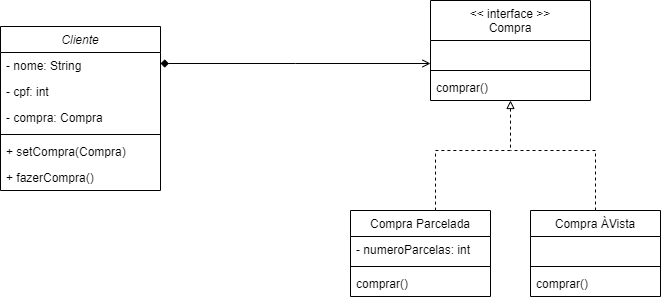 Cliente
- nome: String
- cpf: int
- compra: Compra
+ setCompra(Compra)
+ fazerCompra()
<< interface >>
Compra
comprar()
Compra Parcelada
- numeroParcelas: int
comprar()
Compra ÀVista
comprar()